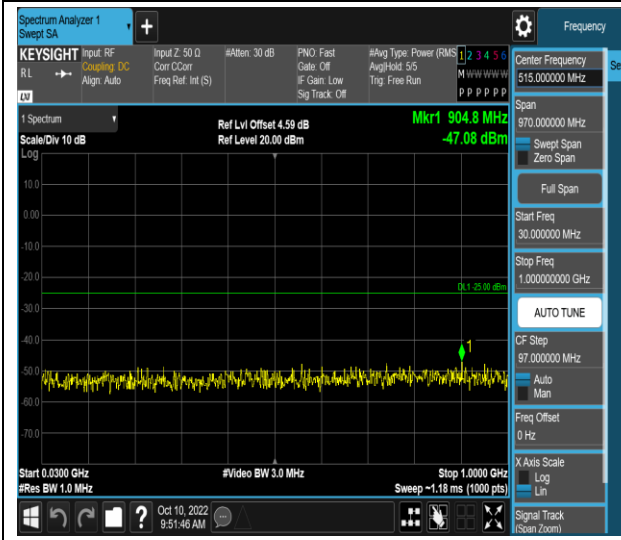 Spectrum Analyzer 1
Swept SA
Frequency
KEYSIGHT
RL
LXI
Input: RF
Coupling: DC
Align: Auto
Input Z: 50 Ω
Corr CCorr
Freq Ref: Int (S)
#Atten: 30 dB
PNO: Fast
Gate: Off
IF Gain: Low
Sig Track: Off
#Avg Type: Power (RMS
Avg|Hold: 5/5
Trig: Free Run
1 2 3 4 5 6
M W W W W W
P P P P P P
1 Spectrum
Scale/Div 10 dB
Log
Ref Lvl Offset 4.59 dB
Ref Level 20.00 dBm
Mkr1 904.8 MHz
-47.08 dBm
10.0
0.00
-10.0
-20.0
DL1 -25.00 dBm
-30.0
-40.0
1
-50.0
-60.0
-70.0
Start 0.0300 GHz
#Res BW 1.0 MHz
#Video BW 3.0 MHz
Stop 1.0000 GHz
Sweep ~1.18 ms (1000 pts)
Oct 10, 2022
9:51:46 AM
Center Frequency
515.000000 MHz
Se
Span
970.000000 MHz
Swept Span
Zero Span
Full Span
Start Freq
30.000000 MHz
Stop Freq
1.000000000 GHz
AUTO TUNE
CF Step
97.000000 MHz
Auto
Man
Freq Offset
0 Hz
X Axis Scale
Log
Lin
Signal Track
(Span Zoom)